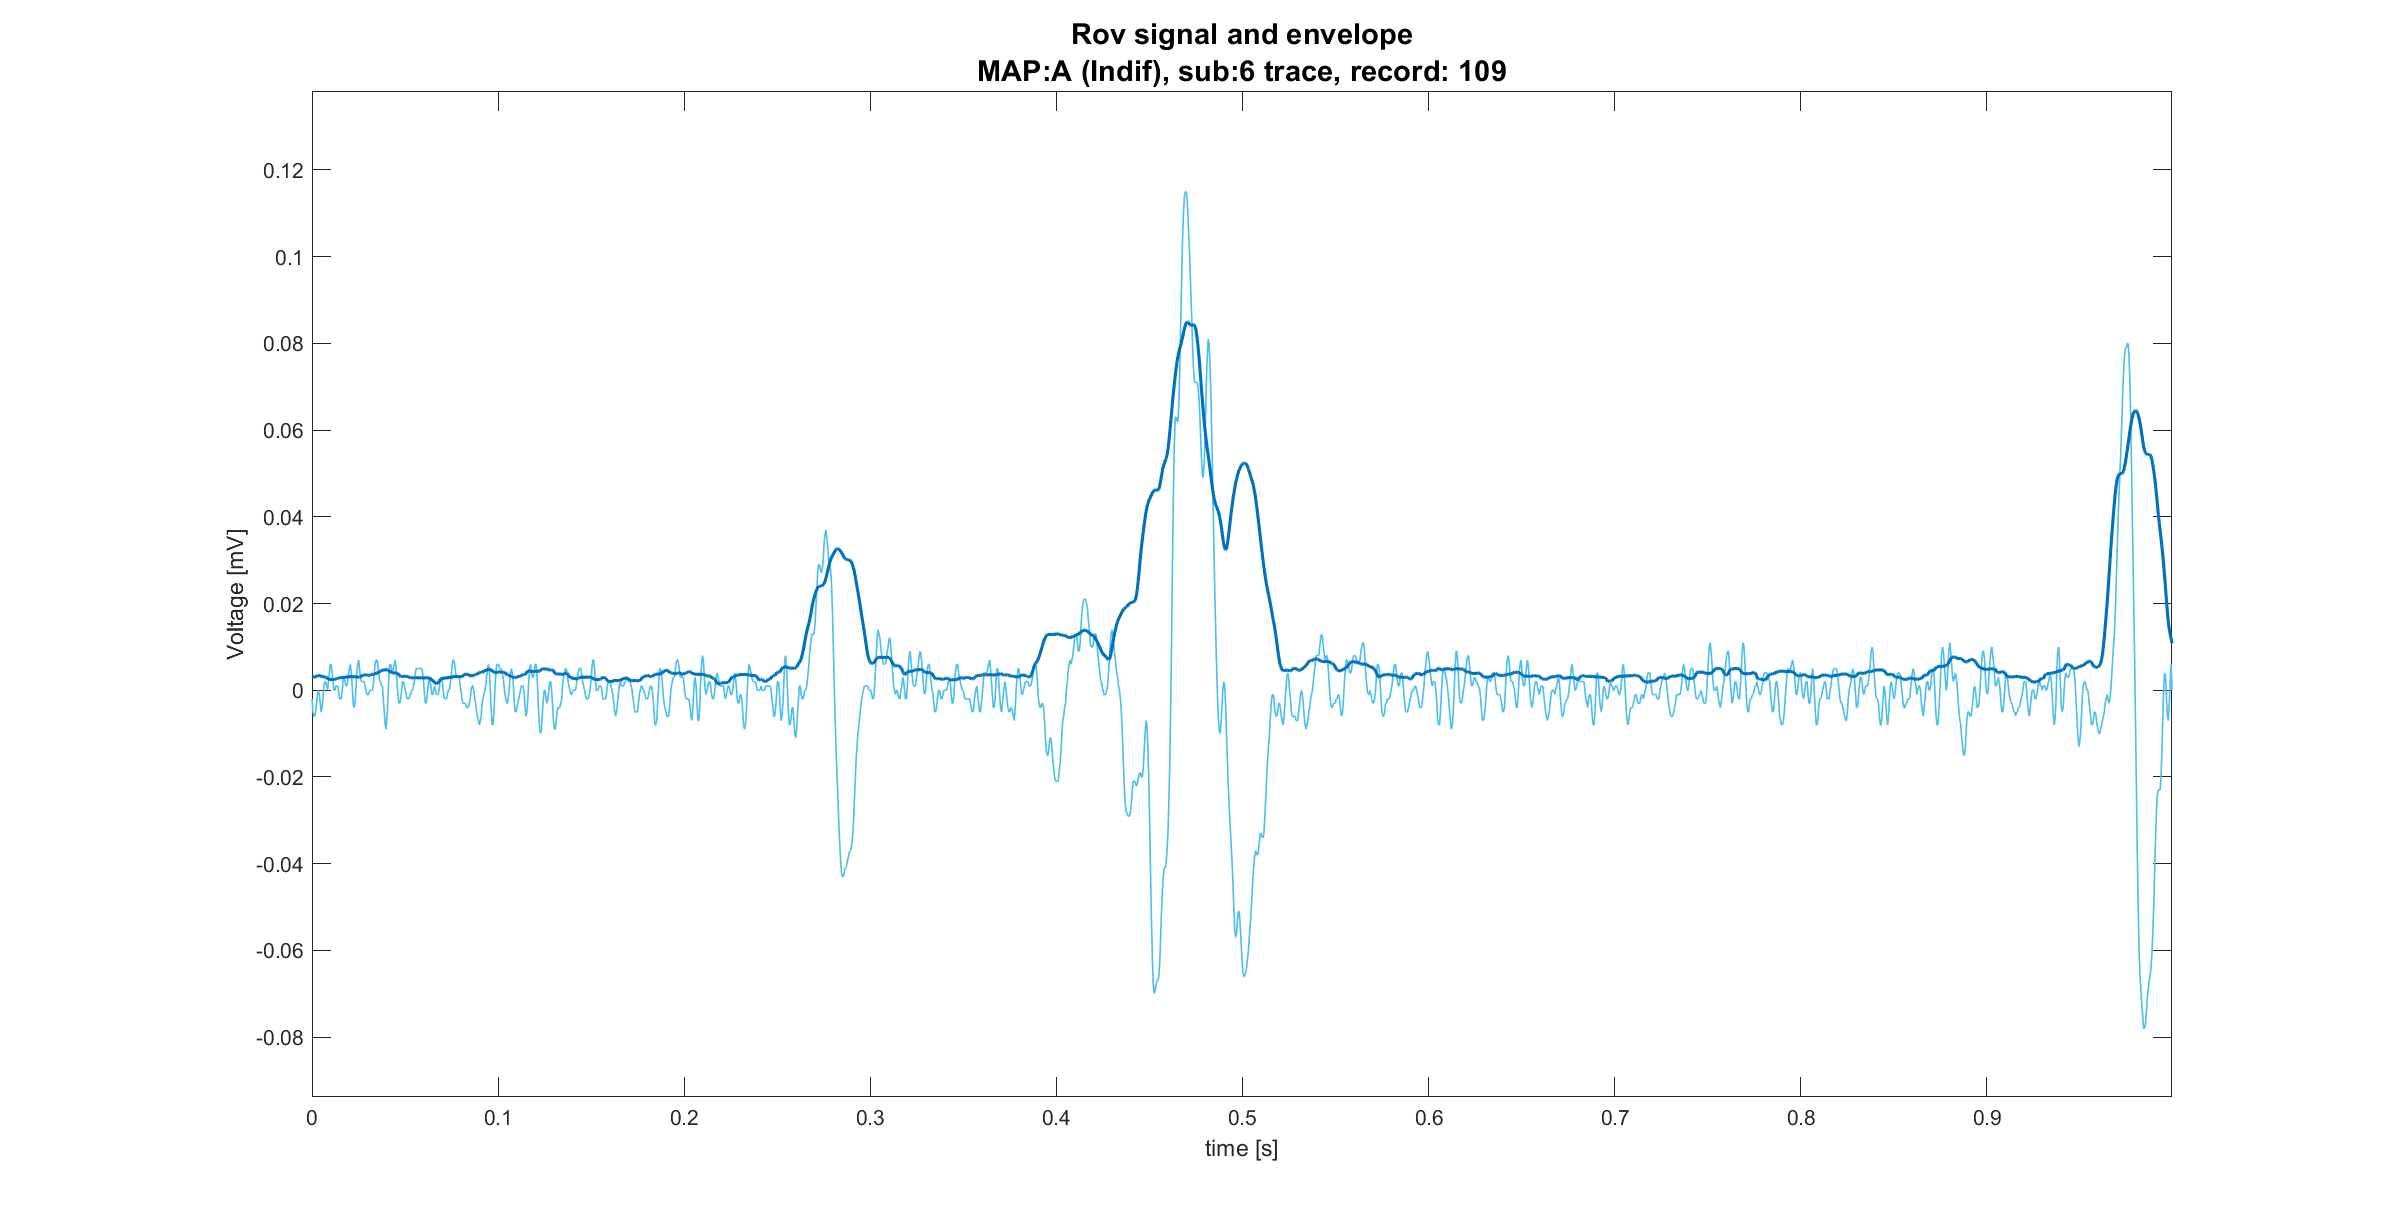 Rov signal and envelope
MAP:A (Indif), sub:6 trace, record: 109
0.12
0.1
0.08
0.06
0.04
0.02
0
-0.02
-0.04
-0.06
-0.08
Voltage [mV]
0 0.1 0.2 0.3 0.4 0.5 0.6 0.7 0.8 0.9
time [s]